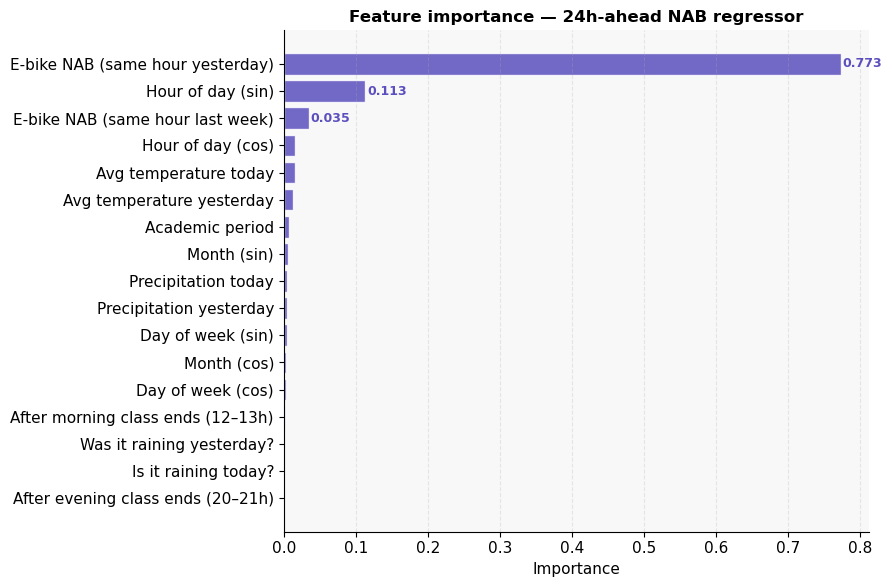 Feature importance — 24h-ahead NAB regressor
E-bike NAB (same hour yesterday)
0.773
Hour of day (sin)
0.113
E-bike NAB (same hour last week)
0.035
Hour of day (cos)
Avg temperature today
Avg temperature yesterday
Academic period
Month (sin)
Precipitation today
Precipitation yesterday
Day of week (sin)
Month (cos)
Day of week (cos)
After morning class ends (12–13h)
Was it raining yesterday?
Is it raining today?
After evening class ends (20–21h)
0.0 0.1 0.2 0.3 0.4 0.5 0.6 0.7 0.8
Importance